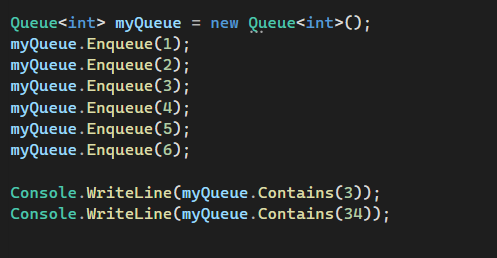 Queue<int> myQueue = new Queue<int>();
myQueue.Enqueue(1);
myQueue.Enqueue(2);
myQueue.Enqueue(3);
myQueue.Enqueue(4);
myQueue.Enqueue(5);
myQueue.Enqueue(6);
Console.WriteLine(myQueue.Contains(3));
Console.WriteLine(myQueue.Contains(34));